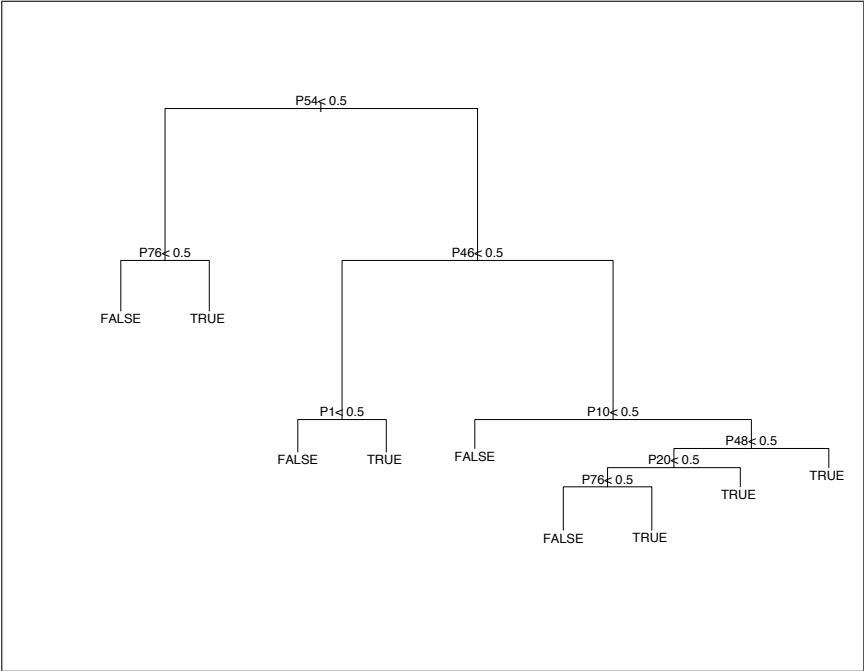 P54< 0.5
P76< 0.5
P46< 0.5
FALSE
TRUE
P1< 0.5
P10< 0.5
FALSE
TRUE
FALSE
P48< 0.5
P20< 0.5
TRUE
P76< 0.5
TRUE
FALSE
TRUE